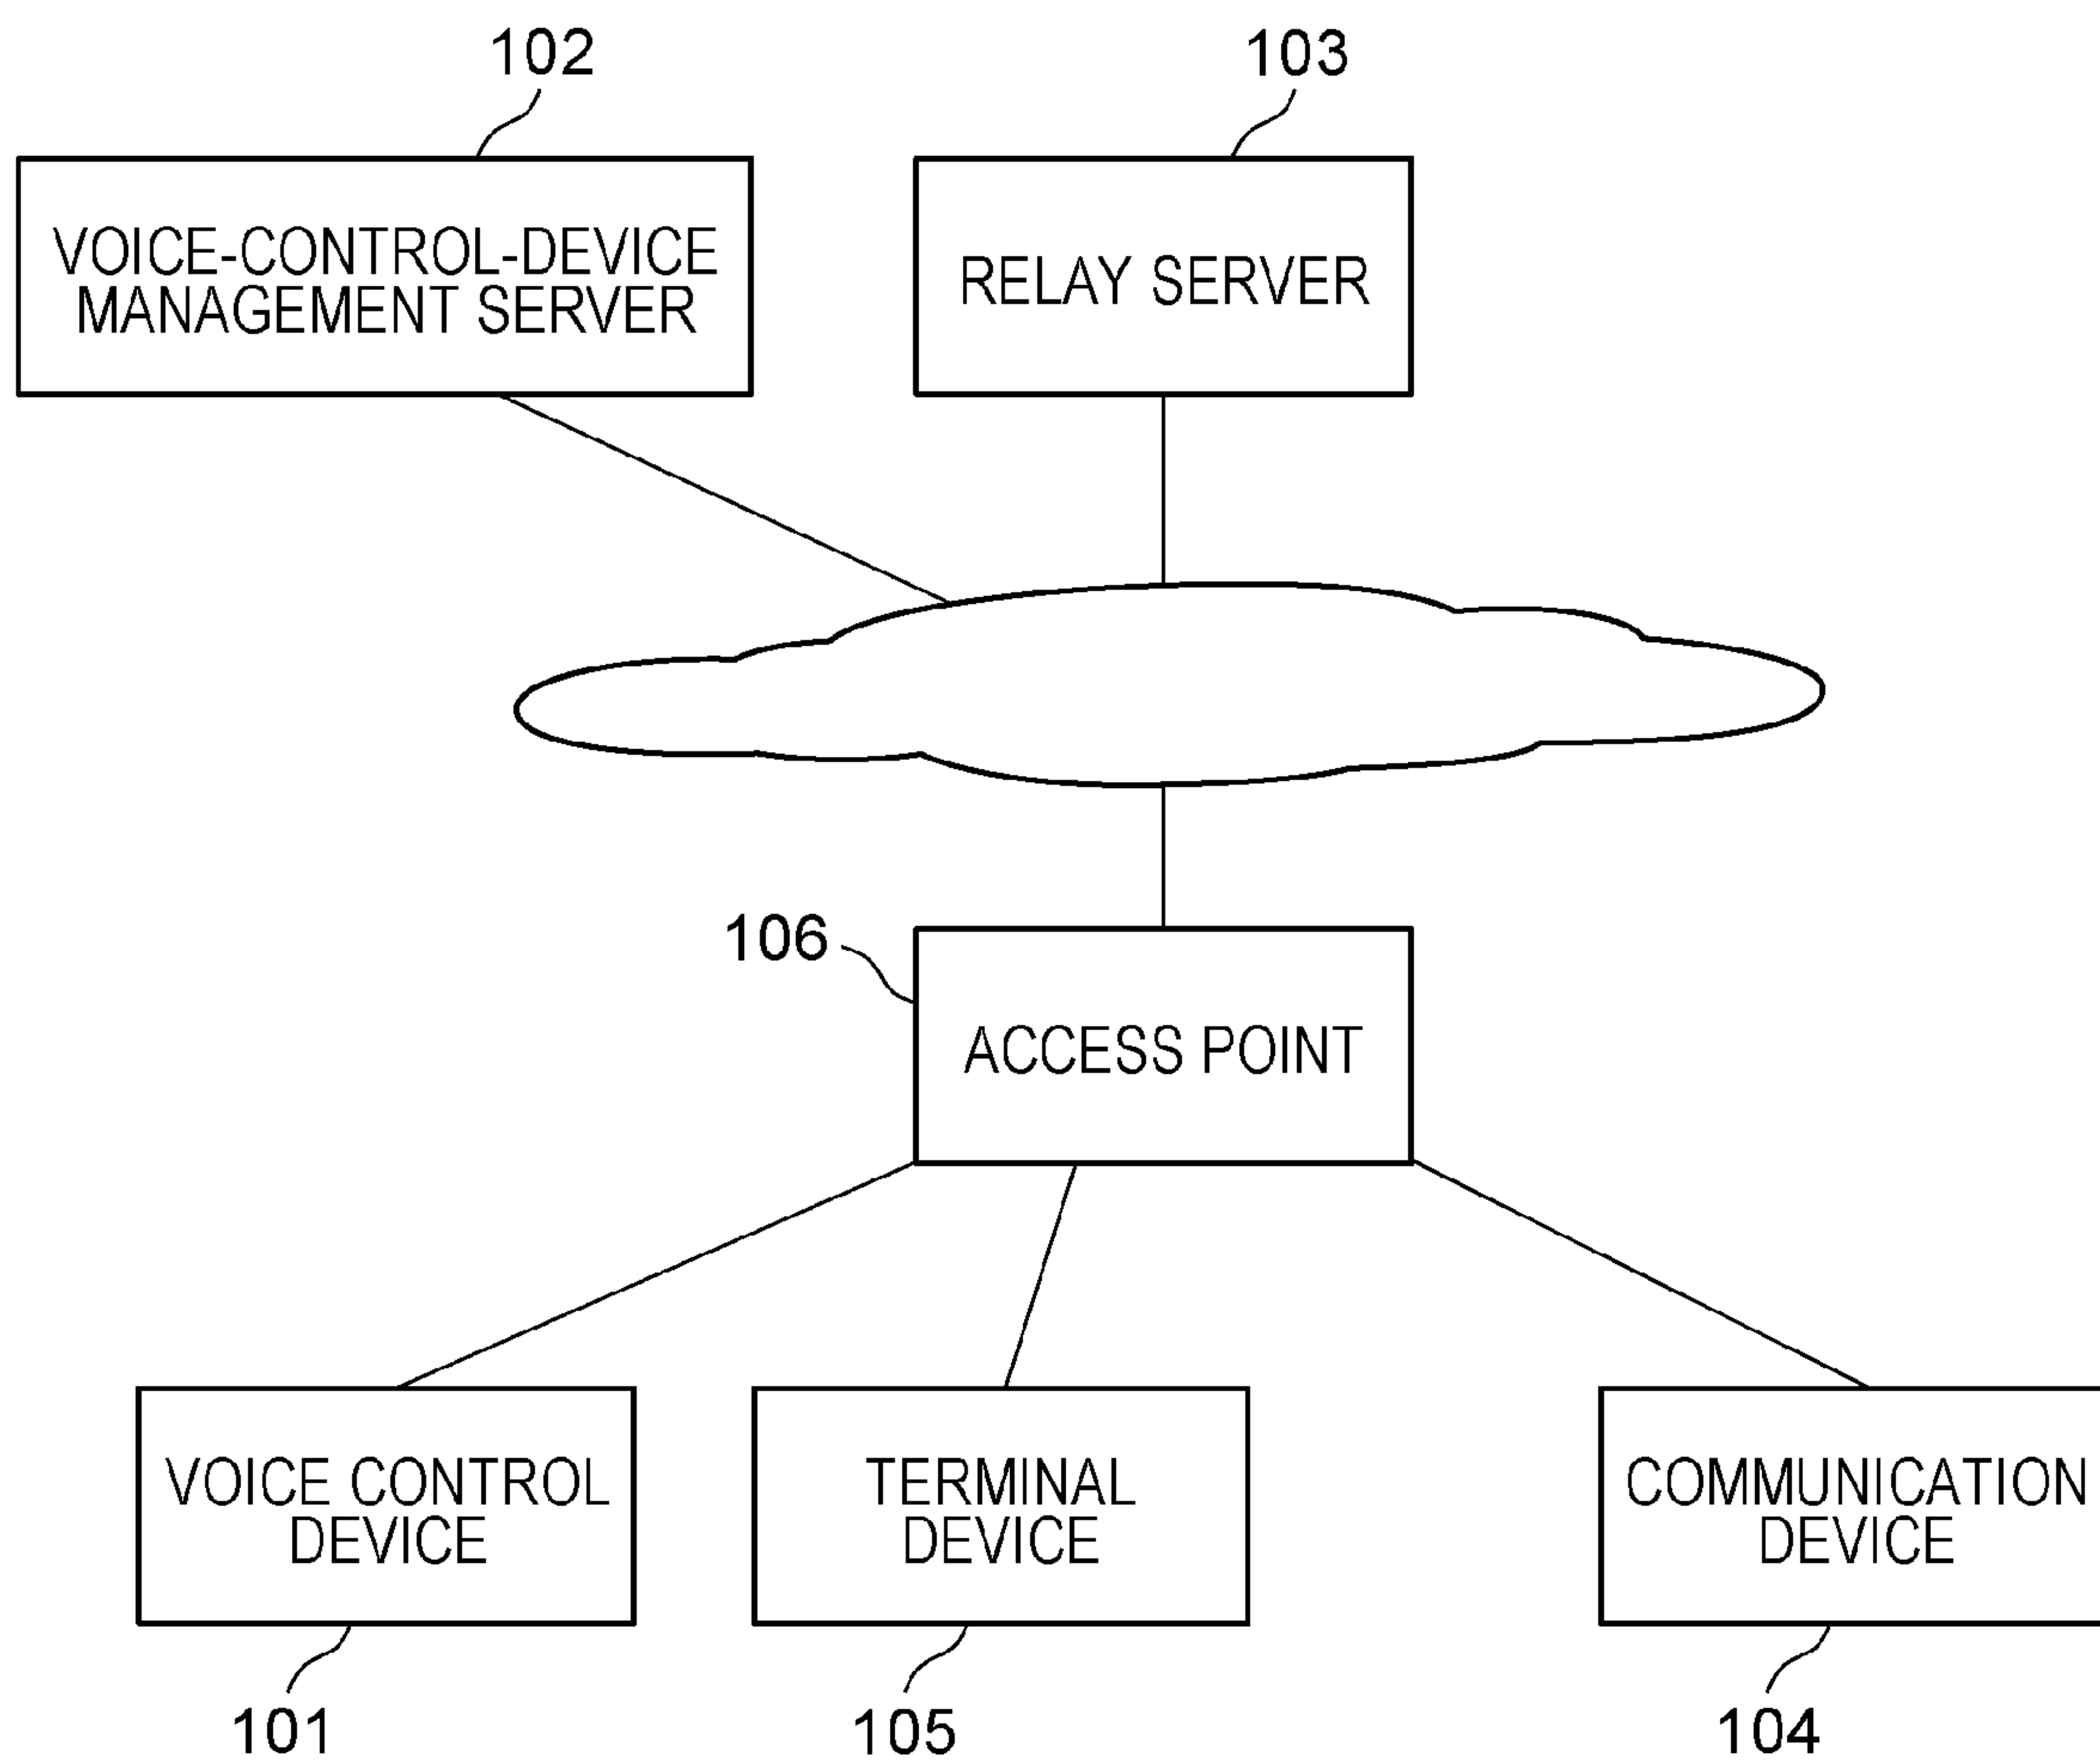 102
103
VOICE-CONTROL-DEVICE
MANAGEMENT SERVER
RELAY SERVER
106
ACCESS POINT
VOICE CONTROL
DEVICE
TERMINAL
DEVICE
COMMUNICATION
DEVICE
101
105
104